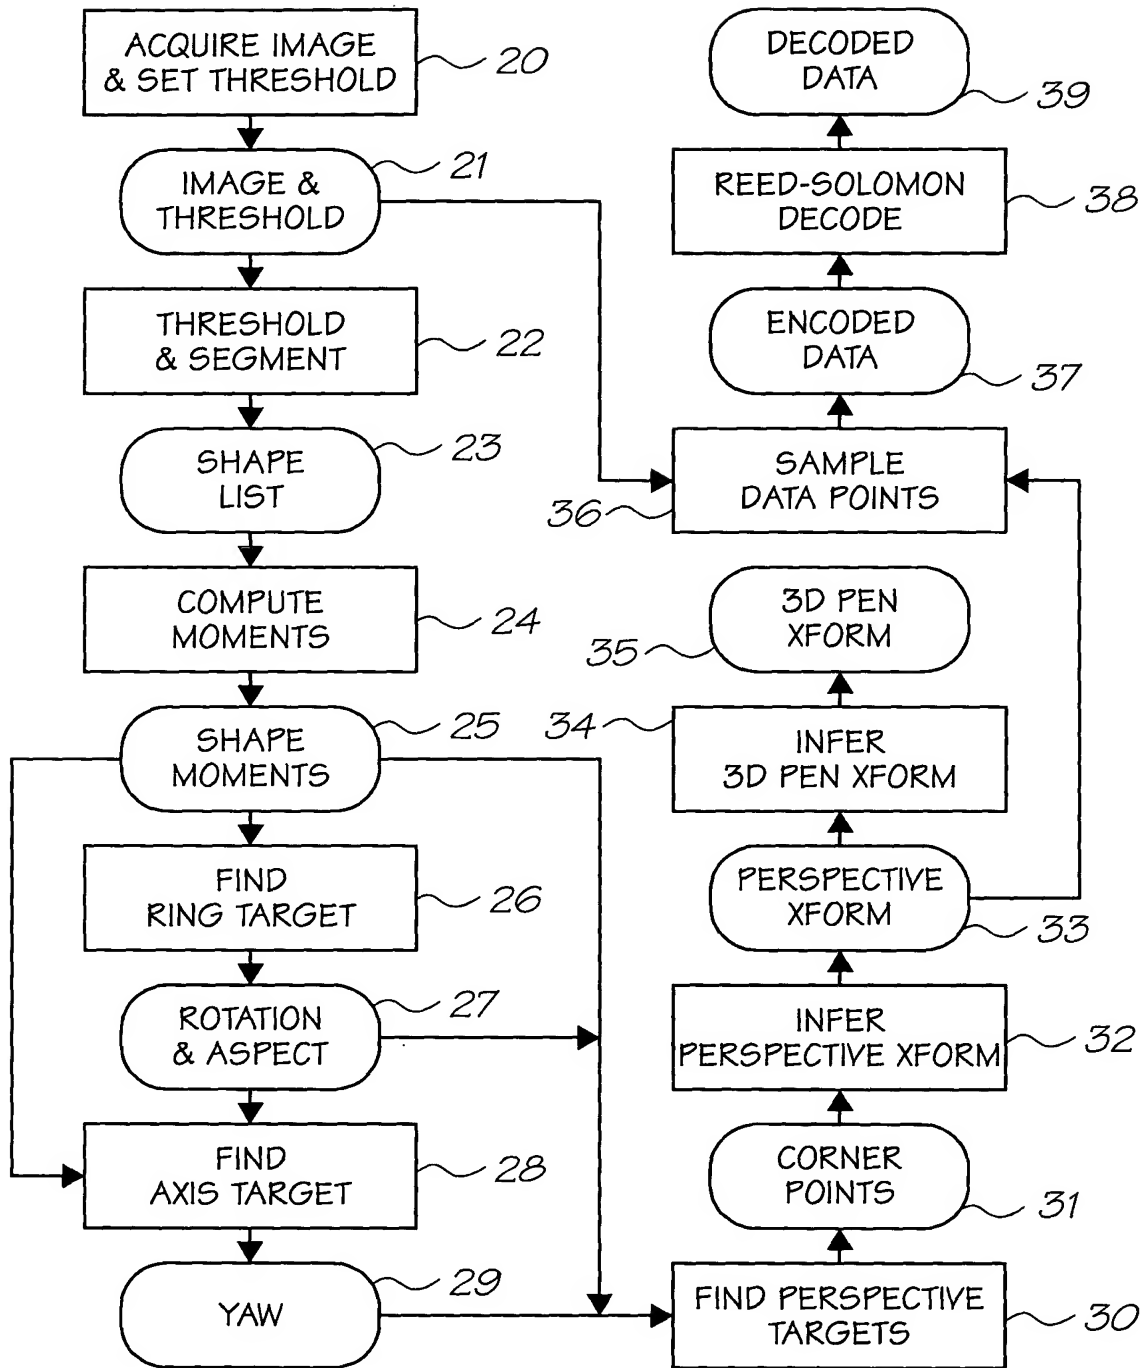 ACQUIRE IMAGE
& SET THRESHOLD
20
IMAGE &
THRESHOLD
21
THRESHOLD
& SEGMENT
22
SHAPE
LIST
23
COMPUTE
MOMENTS
24
SHAPE
MOMENTS
25
FIND
RING TARGET
26
ROTATION
& ASPECT
27
FIND
AXIS TARGET
28
YAW
29
DECODED
DATA
39
REED-SOLOMON
DECODE
38
ENCODED
DATA
37
SAMPLE
DATA POINTS
36
3D PEN
XFORM
35
34
INFER
3D PEN XFORM
PERSPECTIVE
XFORM
33
INFER
PERSPECTIVE XFORM
32
CORNER
POINTS
31
FIND PERSPECTIVE
TARGETS
30